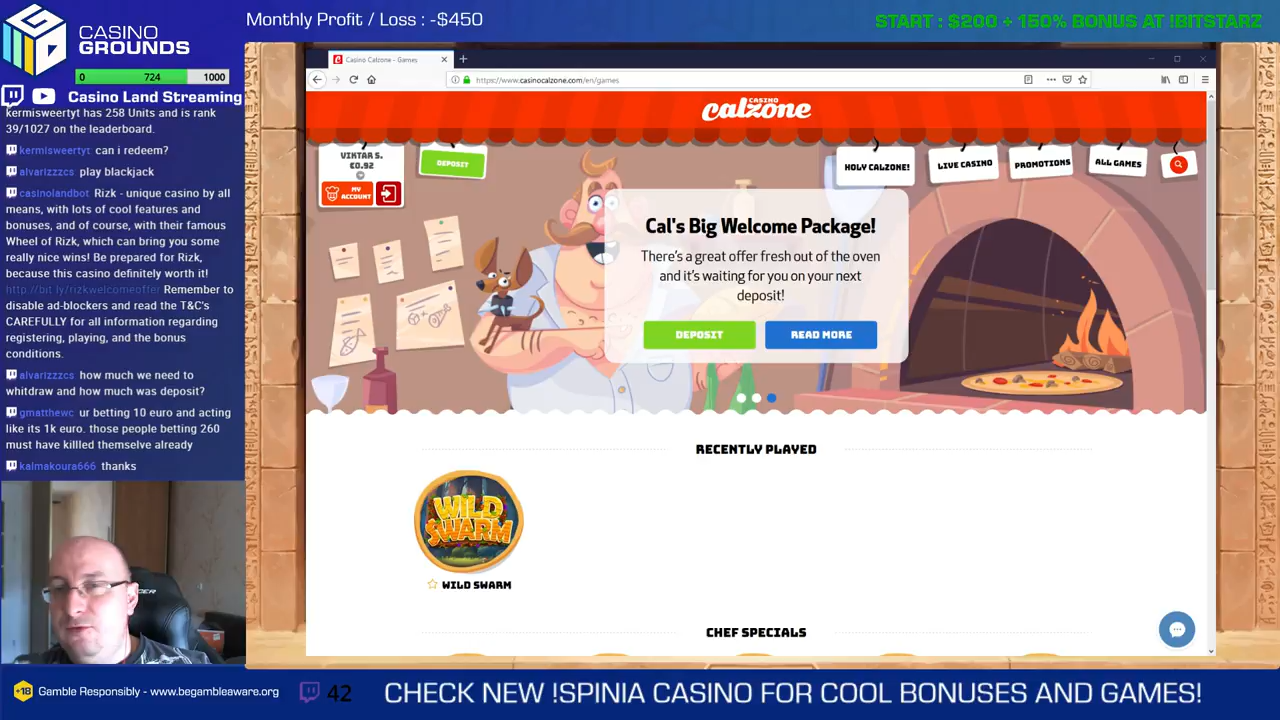 Monthly Profit / Loss : -$450
START : $200 + 150% BONUS AT !BITSTARZ
CASINO
GROUNDS
0 724 1000
Casino Land Streaming
kermisweertyt has 258 Units and is rank
39/1027 on the leaderboard.
kermisweertyt can i redeem?
alvarizzzcs play blackjack
casinolandbot Rizk - unique casino by all
means, with lots of cool features and
bonuses, and of course, with their famous
Wheel of Rizk, which can bring you some
really nice wins! Be prepared for Rizk,
because this casino definitely worth it!
http://bit.ly/rizkwelcomeoffer Remember to
disable ad-blockers and read the T&C's
CAREFULLY for all information regarding
registering, playing, and the bonus
conditions.
alvarizzzcs how much we need to
whitdraw and how much was deposit?
gmatthewc ur betting 10 euro and acting
like its 1k euro. those people betting 260
must have killled themselve already
kalmakoura666 thanks
Casino Calzone - Games
https://www.casinocalzone.com/en/games
CASINO
calzone
VIKTAR S.
€0.92
MY
ACCOUNT
DEPOSIT
HOLY CALZONE!
LIVE CASINO
PROMOTIONS
ALL GAMES
Cal's Big Welcome Package!
There's a great offer fresh out of the oven
and it's waiting for you on your next
deposit!
DEPOSIT
READ MORE
RECENTLY PLAYED
WILD
SWARM
WILD SWARM
CHEF SPECIALS
+18 Gamble Responsibly - www.begambleaware.org
42
CHECK NEW !SPINIA CASINO FOR COOL BONUSES AND GAMES!